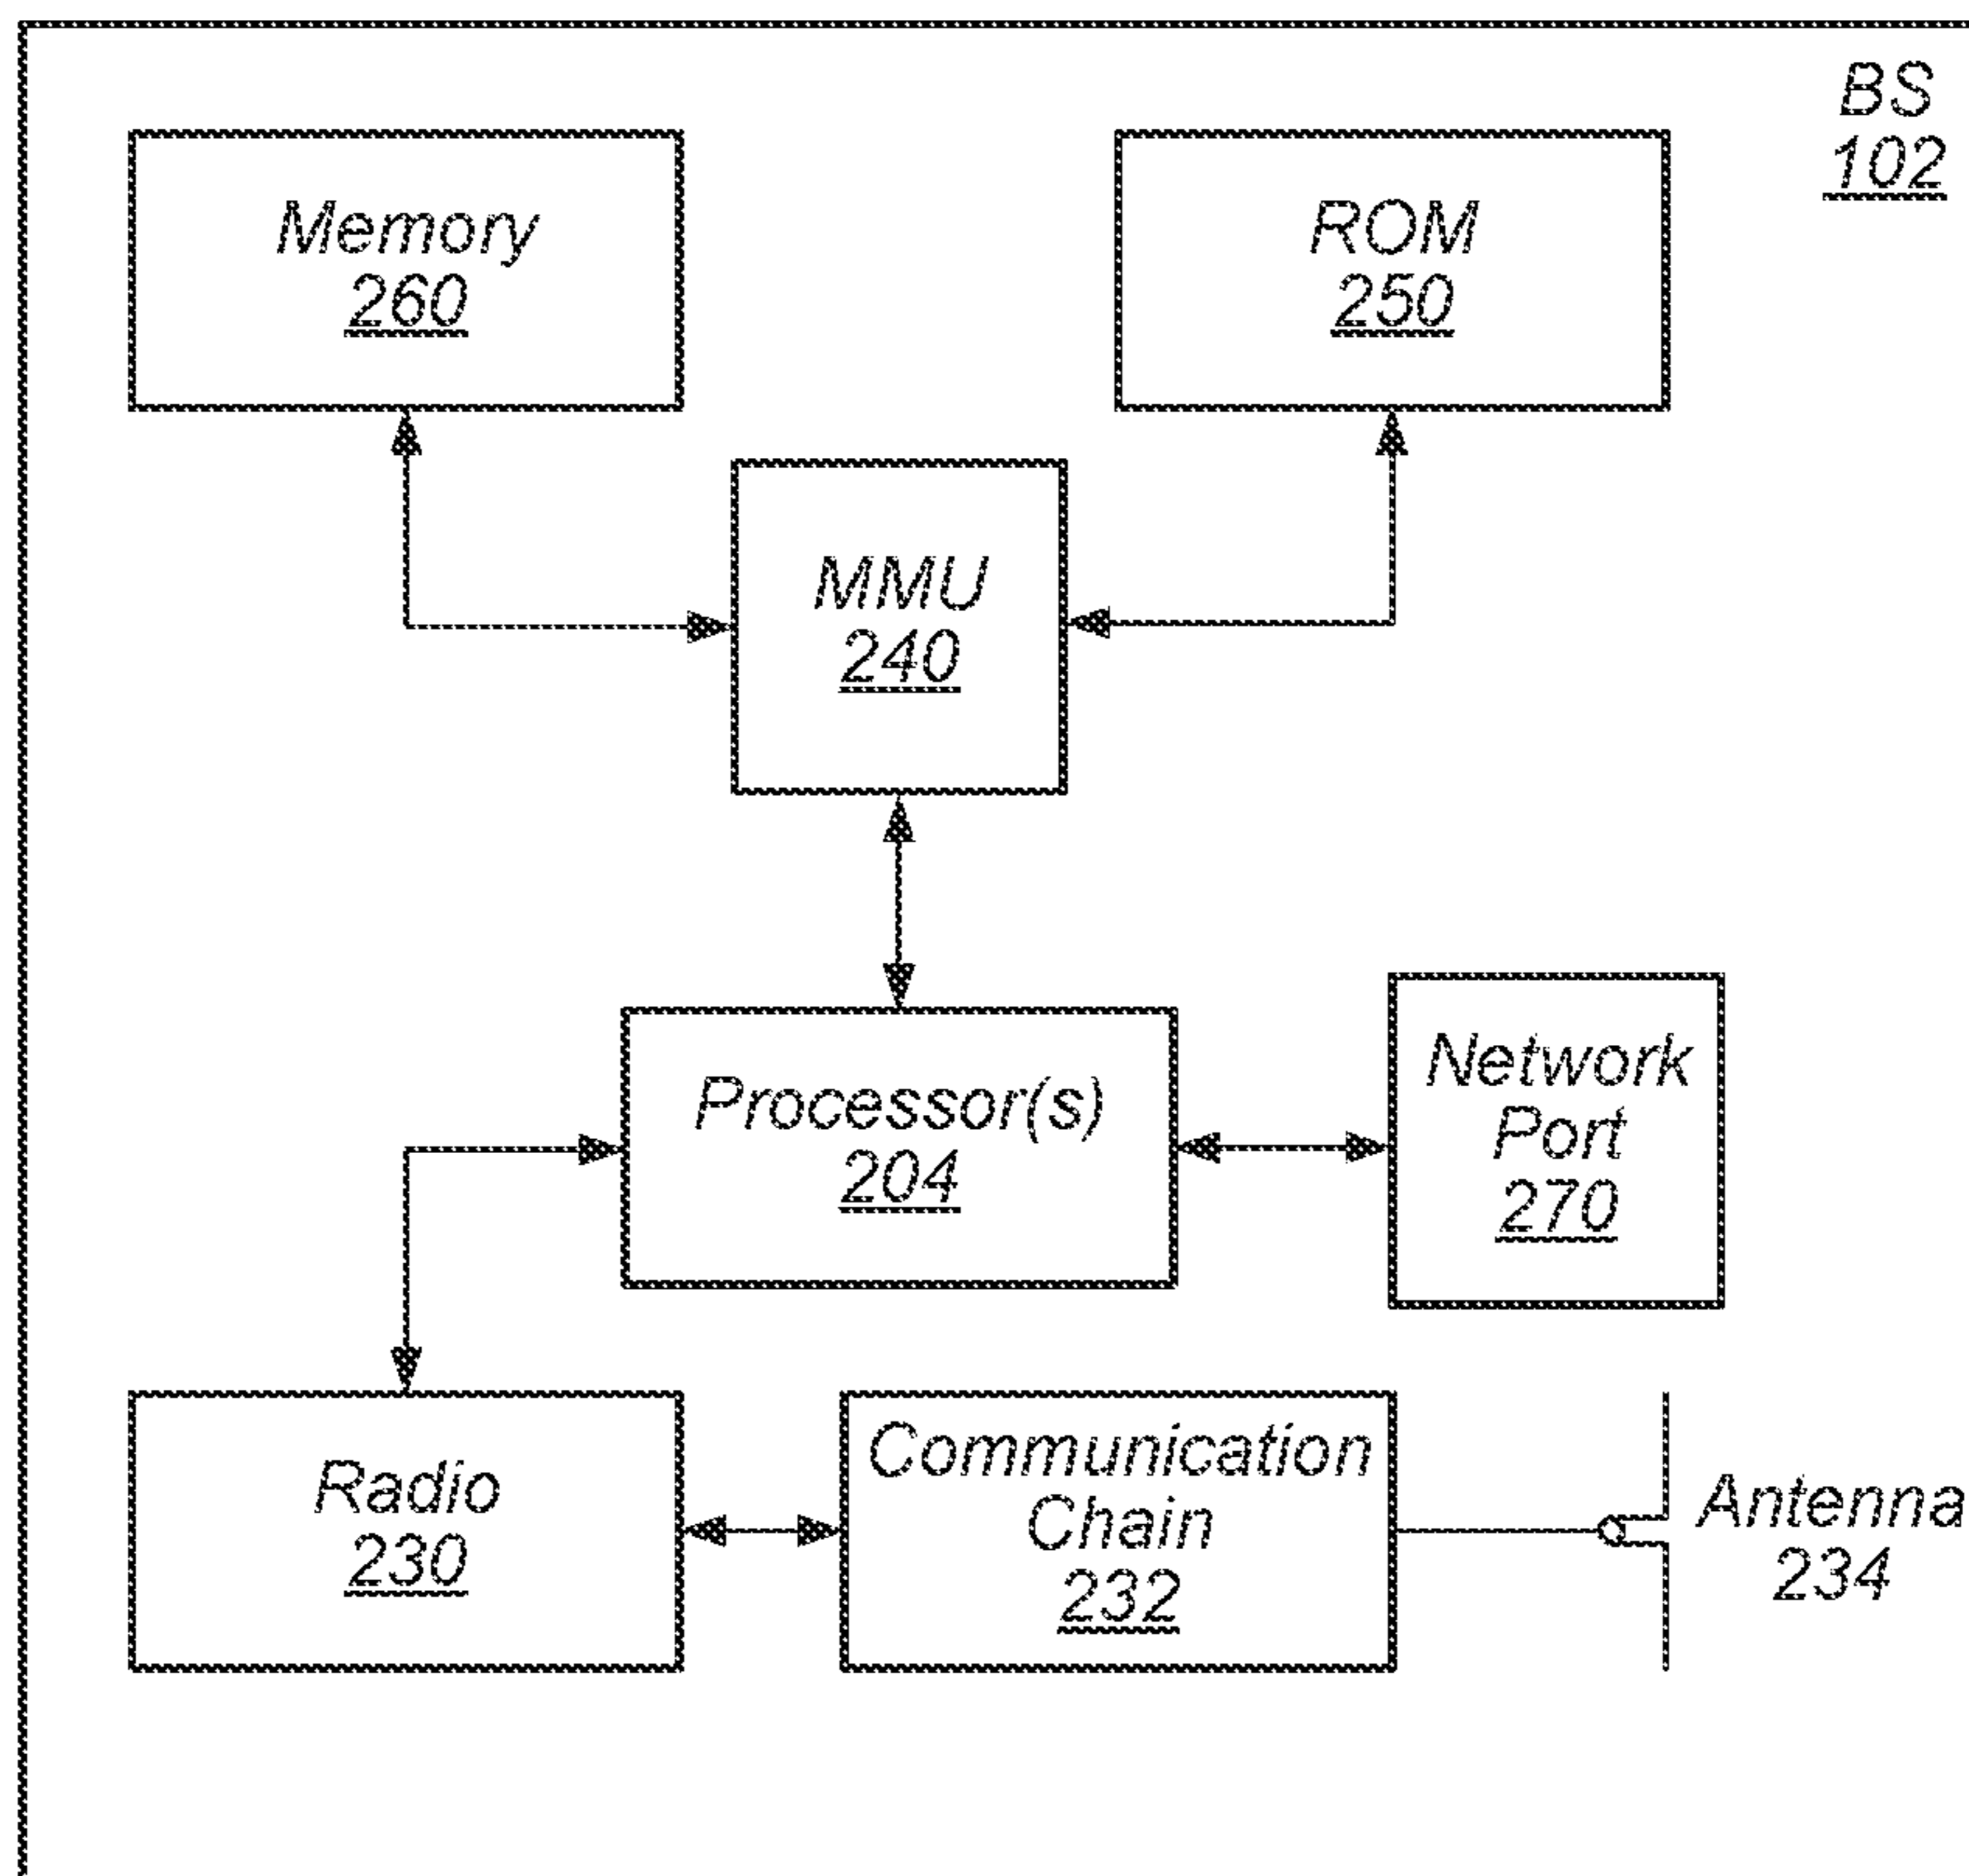 BS
102
Memory
260
ROM
250
MMU
240
Processor(s)
204
Network
Port
270
Radio
230
Communication
Chain
232
Antenna
234